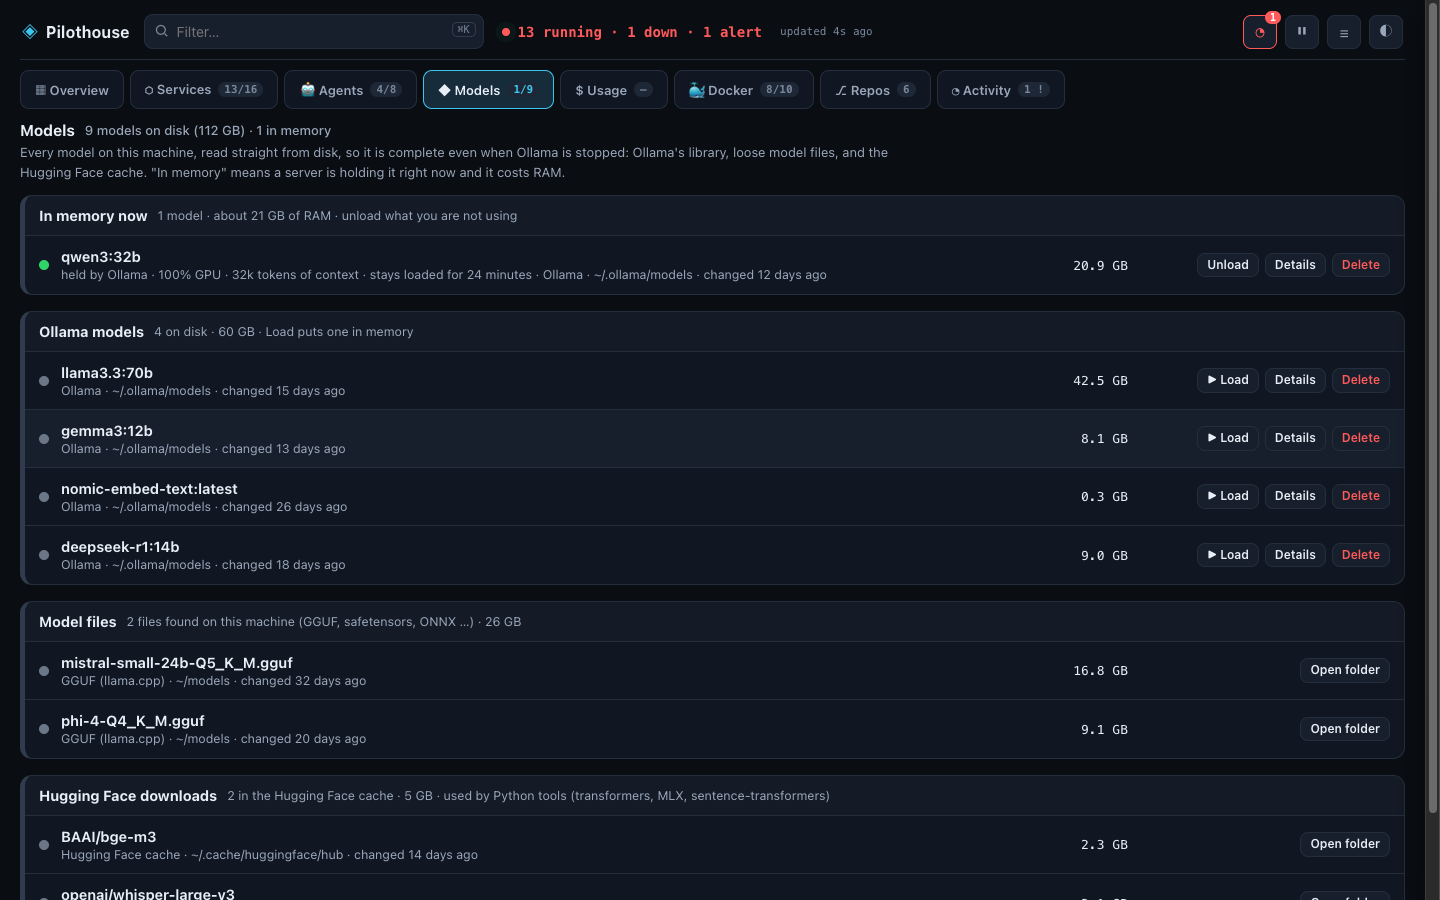 Pilothouse
Filter...
⌘K
13 running · 1 down · 1 alert
updated 4s ago
1
Overview
Services 13/16
Agents 4/8
Models 1/9
$ Usage –
Docker 8/10
Repos 6
Activity 1 !
Models 9 models on disk (112 GB) · 1 in memory
Every model on this machine, read straight from disk, so it is complete even when Ollama is stopped: Ollama's library, loose model files, and the
Hugging Face cache. "In memory" means a server is holding it right now and it costs RAM.
In memory now 1 model · about 21 GB of RAM · unload what you are not using
qwen3:32b
held by Ollama · 100% GPU · 32k tokens of context · stays loaded for 24 minutes · Ollama · ~/.ollama/models · changed 12 days ago
20.9 GB
Unload Details Delete
Ollama models 4 on disk · 60 GB · Load puts one in memory
llama3.3:70b
Ollama · ~/.ollama/models · changed 15 days ago
42.5 GB
Load Details Delete
gemma3:12b
Ollama · ~/.ollama/models · changed 13 days ago
8.1 GB
Load Details Delete
nomic-embed-text:latest
Ollama · ~/.ollama/models · changed 26 days ago
0.3 GB
Load Details Delete
deepseek-r1:14b
Ollama · ~/.ollama/models · changed 18 days ago
9.0 GB
Load Details Delete
Model files 2 files found on this machine (GGUF, safetensors, ONNX ...) · 26 GB
mistral-small-24b-Q5_K_M.gguf
GGUF (llama.cpp) · ~/models · changed 32 days ago
16.8 GB
Open folder
phi-4-Q4_K_M.gguf
GGUF (llama.cpp) · ~/models · changed 20 days ago
9.1 GB
Open folder
Hugging Face downloads 2 in the Hugging Face cache · 5 GB · used by Python tools (transformers, MLX, sentence-transformers)
BAAI/bge-m3
Hugging Face cache · ~/.cache/huggingface/hub · changed 14 days ago
2.3 GB
Open folder
openai/whisper-large-v3